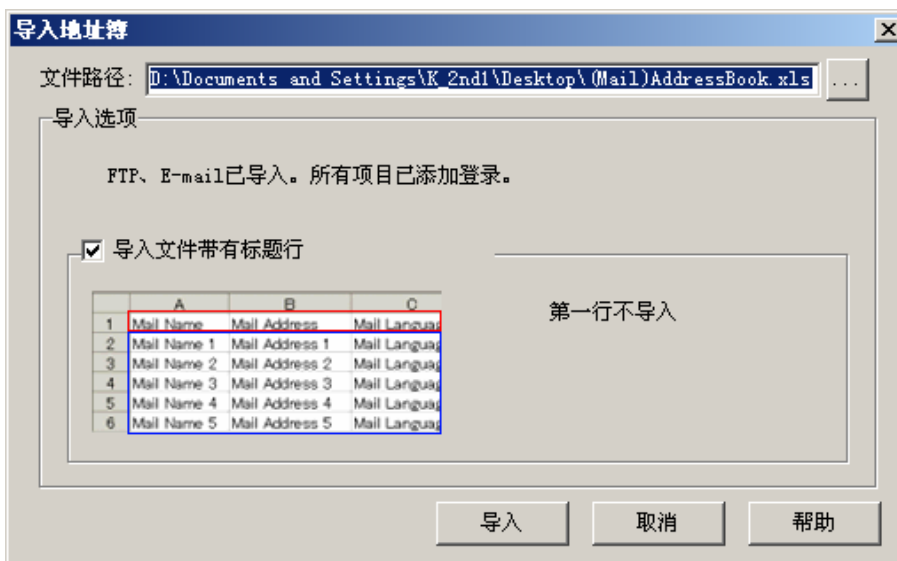 导入地址簿
文件路径: D:\Documents and Settings\K_2nd1\Desktop\(Mail)AddressBook.xls ...
导入选项
FTP、E-mail已导入。所有项目已添加登录。
导入文件带有标题行
A B C
1 Mail Name Mail Address Mail Languag
2 Mail Name 1 Mail Address 1 Mail Languag
3 Mail Name 2 Mail Address 2 Mail Languag
4 Mail Name 3 Mail Address 3 Mail Languag
5 Mail Name 4 Mail Address 4 Mail Languag
6 Mail Name 5 Mail Address 5 Mail Languag
第一行不导入
导入 取消 帮助